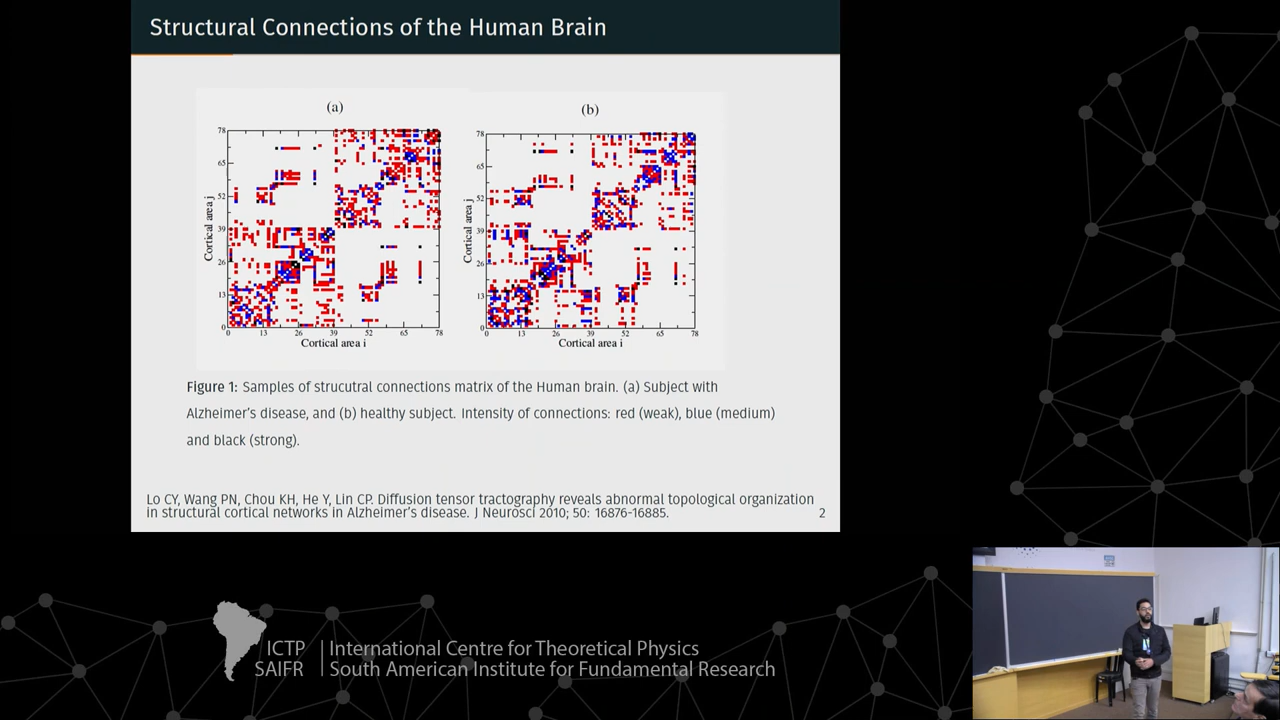 Structural Connections of the Human Brain
(a)
(b)
78
65
52
39
26
13
0
Cortical area j
0 13 26 39 52 65 78
Cortical area i
78
65
52
39
26
13
0
Cortical area j
0 13 26 39 52 65 78
Cortical area i
Figure 1: Samples of strucutral connections matrix of the Human brain. (a) Subject with
Alzheimer's disease, and (b) healthy subject. Intensity of connections: red (weak), blue (medium)
and black (strong).
Lo CY, Wang PN, Chou KH, He Y, Lin CP. Diffusion tensor tractography reveals abnormal topological organization
in structural cortical networks in Alzheimer's disease. J Neurosci 2010; 50: 16876-16885.
2
ICTP International Centre for Theoretical Physics
SAIFR South American Institute for Fundamental Research